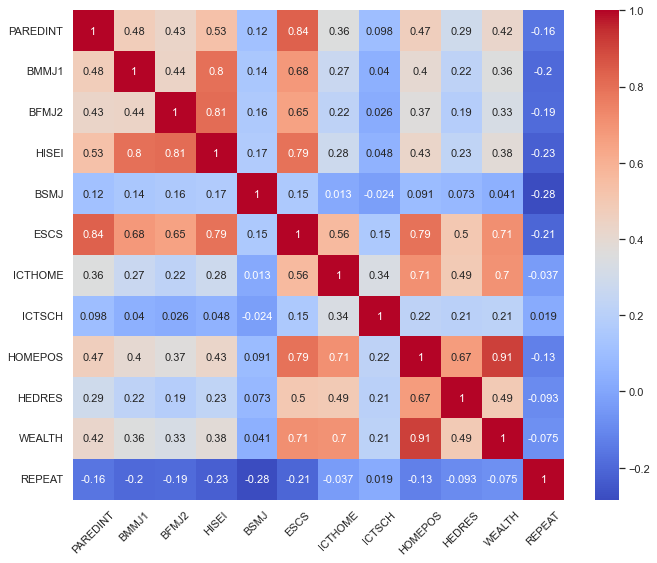 PAREDINT 1 0.48 0.43 0.53 0.12 0.84 0.36 0.098 0.47 0.29 0.42 -0.16
BMMJ1 0.48 1 0.44 0.8 0.14 0.68 0.27 0.04 0.4 0.22 0.36 -0.2
BFMJ2 0.43 0.44 1 0.81 0.16 0.65 0.22 0.026 0.37 0.19 0.33 -0.19
HISEI 0.53 0.8 0.81 1 0.17 0.79 0.28 0.048 0.43 0.23 0.38 -0.23
BSMJ 0.12 0.14 0.16 0.17 1 0.15 0.013 -0.024 0.091 0.073 0.041 -0.28
ESCS 0.84 0.68 0.65 0.79 0.15 1 0.56 0.15 0.79 0.5 0.71 -0.21
ICTHOME 0.36 0.27 0.22 0.28 0.013 0.56 1 0.34 0.71 0.49 0.7 -0.037
ICTSCH 0.098 0.04 0.026 0.048 -0.024 0.15 0.34 1 0.22 0.21 0.21 0.019
HOMEPOS 0.47 0.4 0.37 0.43 0.091 0.79 0.71 0.22 1 0.67 0.91 -0.13
HEDRES 0.29 0.22 0.19 0.23 0.073 0.5 0.49 0.21 0.67 1 0.49 -0.093
WEALTH 0.42 0.36 0.33 0.38 0.041 0.71 0.7 0.21 0.91 0.49 1 -0.075
REPEAT -0.16 -0.2 -0.19 -0.23 -0.28 -0.21 -0.037 0.019 -0.13 -0.093 -0.075 1
PAREDINT BMMJ1 BFMJ2 HISEI BSMJ ESCS ICTHOME ICTSCH HOMEPOS HEDRES WEALTH REPEAT
1.0
0.8
0.6
0.4
0.2
0.0
−0.2